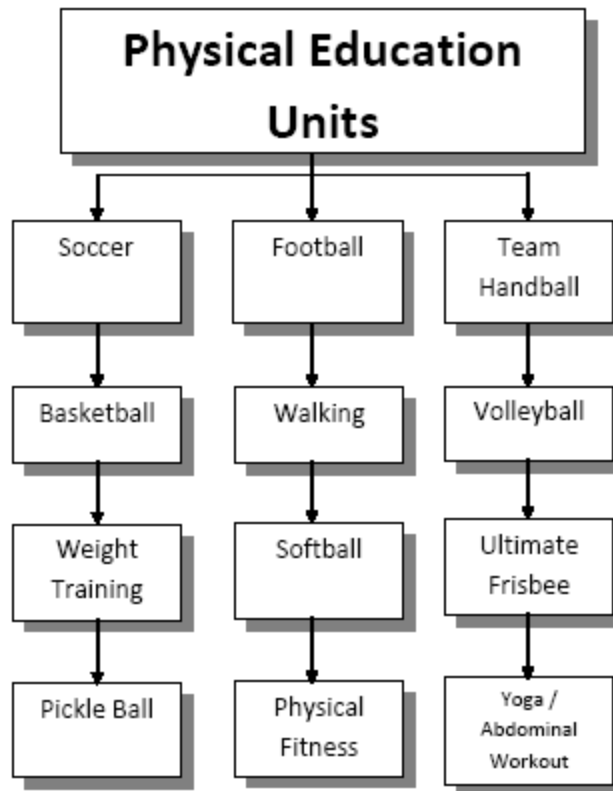 Physical Education
Units
Soccer
Football
Team
Handball
Basketball
Walking
Volleyball
Weight
Training
Softball
Ultimate
Frisbee
Pickle Ball
Physical
Fitness
Yoga /
Abdominal
Workout